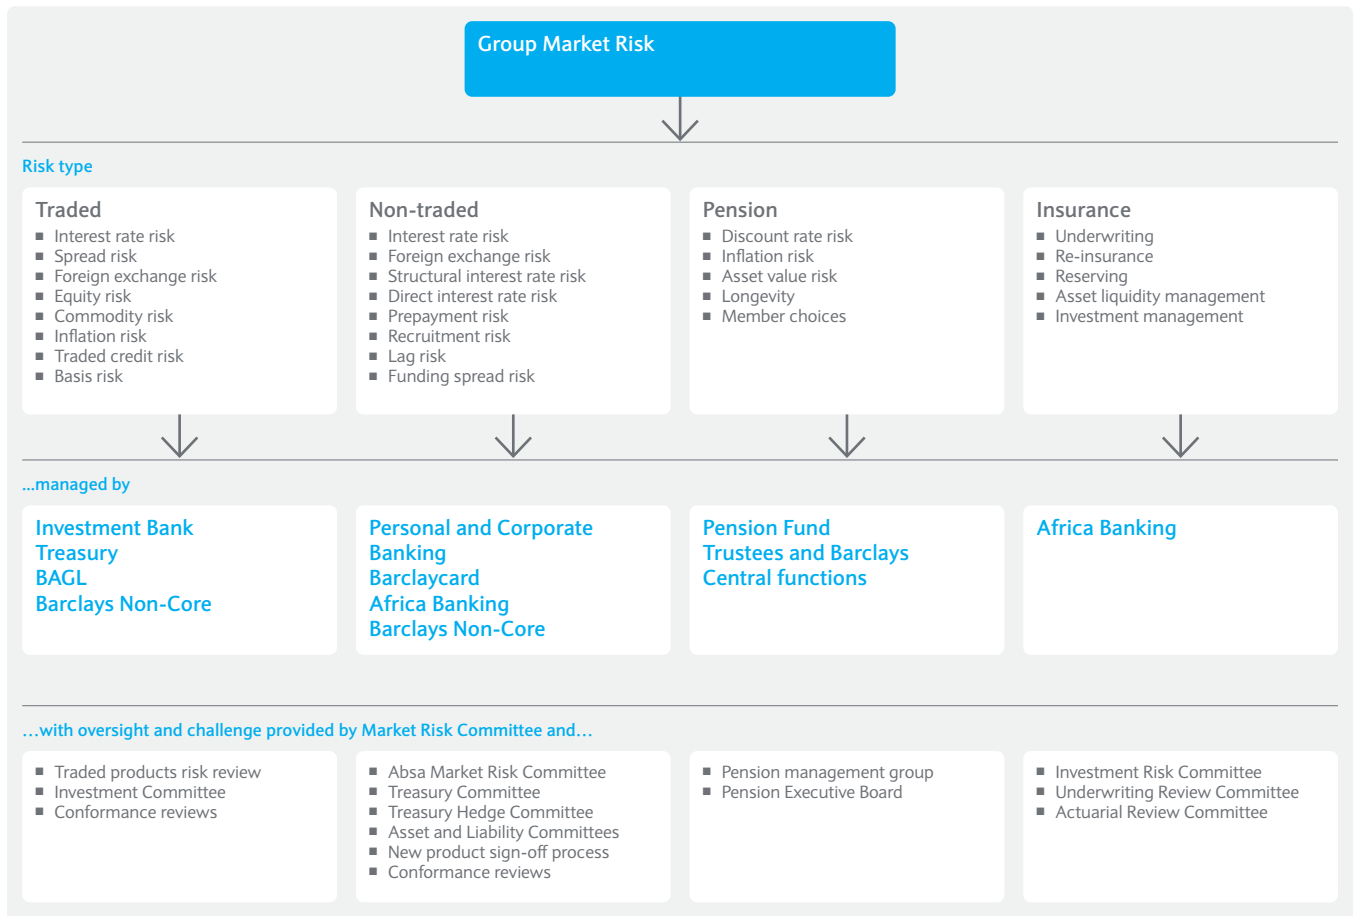 Group Market Risk
Risk type
Traded
Interest rate risk
Spread risk
Foreign exchange risk
Equity risk
Commodity risk
Inflation risk
Traded credit risk
Basis risk
Non-traded
Interest rate risk
Foreign exchange risk
Structural interest rate risk
Direct interest rate risk
Prepayment risk
Recruitment risk
Lag risk
Funding spread risk
Pension
Discount rate risk
Inflation risk
Asset value risk
Longevity
Member choices
Insurance
Underwriting
Re-insurance
Reserving
Asset liquidity management
Investment management
...managed by
Investment Bank
Treasury
BAGL
Barclays Non-Core
Personal and Corporate
Banking
Barclaycard
Africa Banking
Barclays Non-Core
Pension Fund
Trustees and Barclays
Central functions
Africa Banking
…with oversight and challenge provided by Market Risk Committee and…
Traded products risk review
Investment Committee
Conformance reviews
Absa Market Risk Committee
Treasury Committee
Treasury Hedge Committee
Asset and Liability Committees
New product sign-off process
Conformance reviews
Pension management group
Pension Executive Board
Investment Risk Committee
Underwriting Review Committee
Actuarial Review Committee